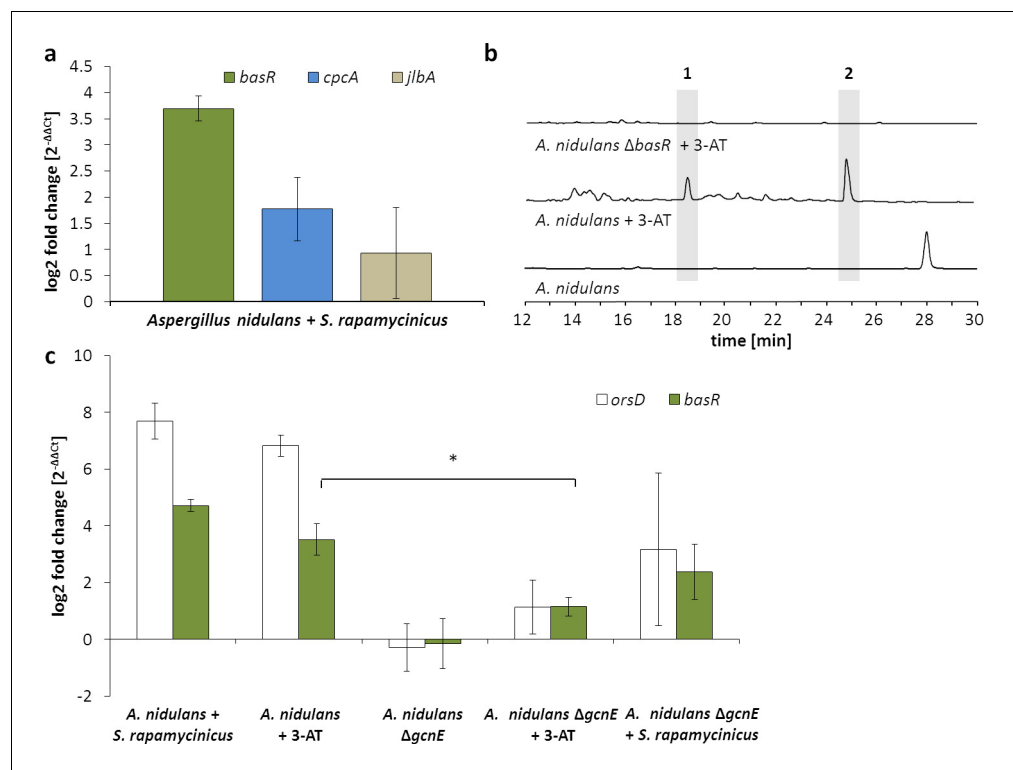 a
log2 fold change [2-ΔΔCt]
4.5
4
3.5
3
2.5
2
1.5
1
0.5
0
basR cpcA jlbA
Aspergillus nidulans + S. rapamycinicus
b
1 2
A. nidulans ΔbasR + 3-AT
A. nidulans + 3-AT
A. nidulans
12 14 16 18 20 22 24 26 28 30
time [min]
c
log2 fold change [2-ΔΔCt]
10
8
6
4
2
0
-2
orsD basR
*
A. nidulans +
S. rapamycinicus
A. nidulans
+ 3-AT
A. nidulans
ΔgcnE
A. nidulans ΔgcnE
+ 3-AT
A. nidulans ΔgcnE
+ S. rapamycinicus